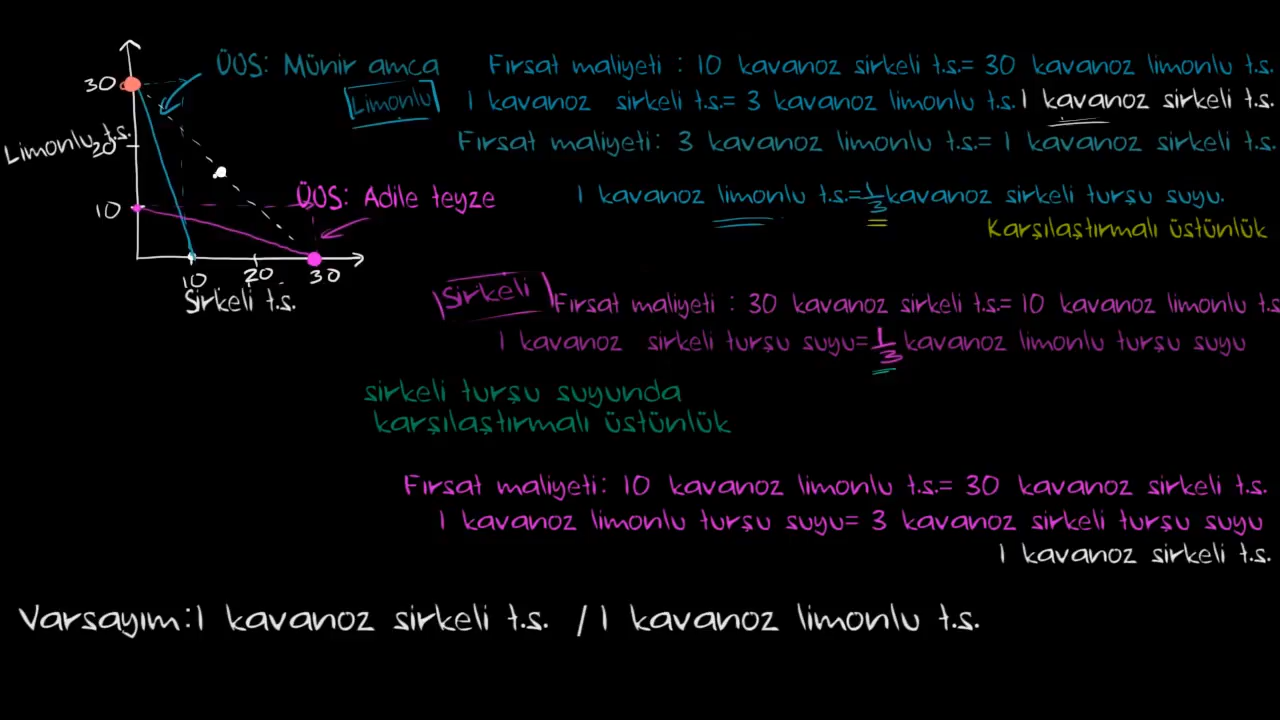 30
Limonlu t.s.
20
10
10
20
30
Sirkeli t.s.
ÜOS: Münir amca
Limonlu
Fırsat maliyeti : 10 kavanoz sirkeli t.s.= 30 kavanoz limonlu t.s.
1 kavanoz sirkeli t.s.= 3 kavanoz limonlu t.s. 1 kavanoz sirkeli t.s.
Fırsat maliyeti: 3 kavanoz limonlu t.s.= 1 kavanoz sirkeli t.s.
1 kavanoz limonlu t.s.=1/3 kavanoz sirkeli turşu suyu.
Karşılaştırmalı üstünlük
ÜOS: Adile teyze
Sirkeli
Fırsat maliyeti : 30 kavanoz sirkeli t.s.= 10 kavanoz limonlu t.s
1 kavanoz sirkeli turşu suyu=1/3 kavanoz limonlu turşu suyu
sirkeli turşu suyunda
karşılaştırmalı üstünlük
Fırsat maliyeti: 10 kavanoz limonlu t.s.= 30 kavanoz sirkeli t.s.
1 kavanoz limonlu turşu suyu= 3 kavanoz sirkeli turşu suyu
1 kavanoz sirkeli t.s.
Varsayım:1 kavanoz sirkeli t.s. /1 kavanoz limonlu t.s.